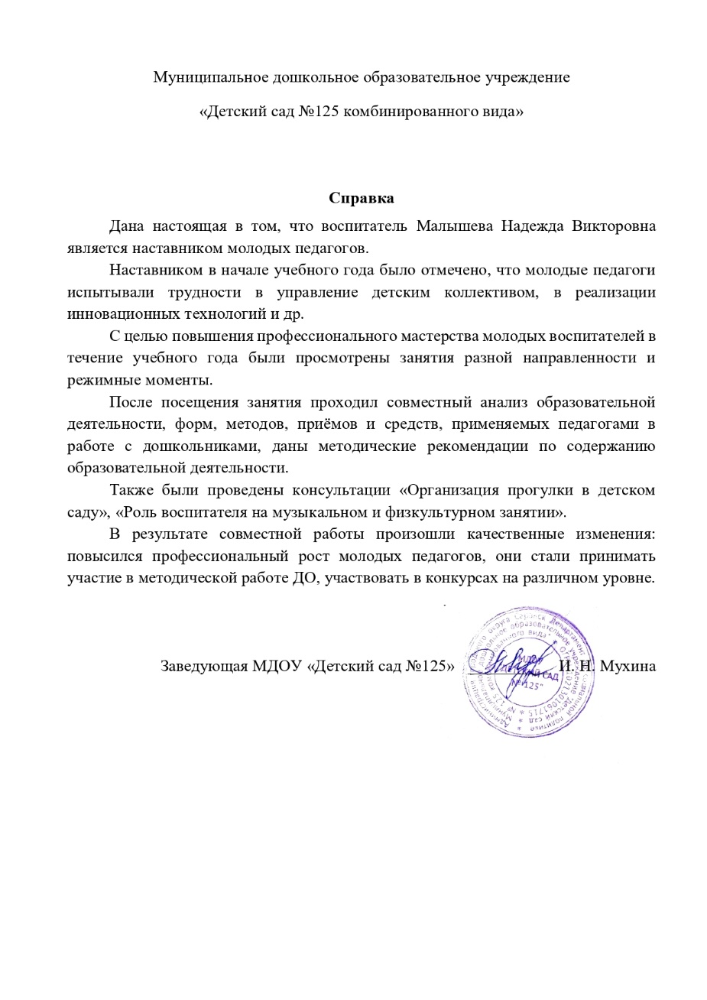 Муниципальное дошкольное образовательное учреждение
«Детский сад №125 комбинированного вида»
Справка
Дана настоящая в том, что воспитатель Малышева Надежда Викторовна
является наставником молодых педагогов.
Наставником в начале учебного года было отмечено, что молодые педагоги
испытывали трудности в управление детским коллективом, в реализации
инновационных технологий и др.
С целью повышения профессионального мастерства молодых воспитателей в
течение учебного года были просмотрены занятия разной направленности и
режимные моменты.
После посещения занятия проходил совместный анализ образовательной
деятельности, форм, методов, приёмов и средств, применяемых педагогами в
работе с дошкольниками, даны методические рекомендации по содержанию
образовательной деятельности.
Также были проведены консультации «Организация прогулки в детском
саду», «Роль воспитателя на музыкальном и физкультурном занятии».
В результате совместной работы произошли качественные изменения:
повысился профессиональный рост молодых педагогов, они стали принимать
участие в методической работе ДО, участвовать в конкурсах на различном уровне.
Заведующая МДОУ «Детский сад №125» И. Н. Мухина
МДОУ
"ДЕТСКИЙ САД
№ 125"